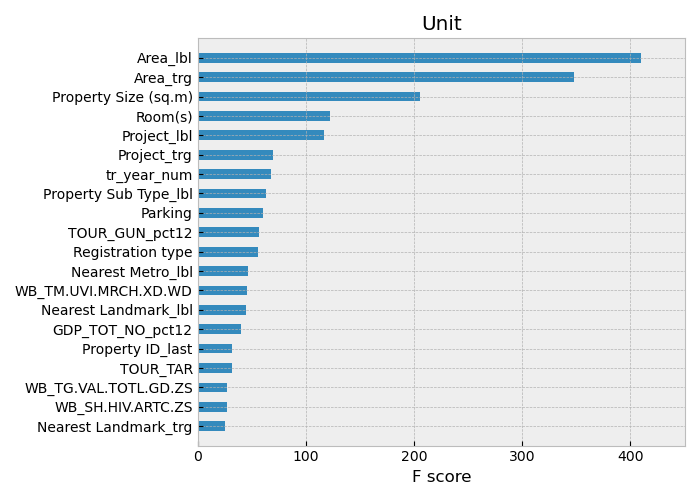 Unit
Area_lbl
Area_trg
Property Size (sq.m)
Room(s)
Project_lbl
Project_trg
tr_year_num
Property Sub Type_lbl
Parking
TOUR_GUN_pct12
Registration type
Nearest Metro_lbl
WB_TM.UVI.MRCH.XD.WD
Nearest Landmark_lbl
GDP_TOT_NO_pct12
Property ID_last
TOUR_TAR
WB_TG.VAL.TOTL.GD.ZS
WB_SH.HIV.ARTC.ZS
Nearest Landmark_trg
0 100 200 300 400
F score